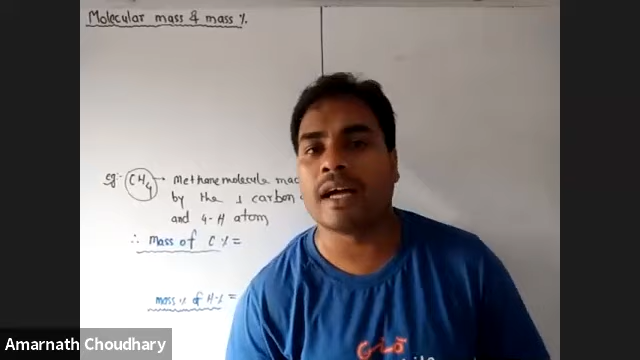 Molecular mass & mass %.
eg:- CH4 → Methane molecule mac
by the 1 carbon
and 4-H atom,
∴ mass of C % =
mass % of H-% =
Amarnath Choudhary